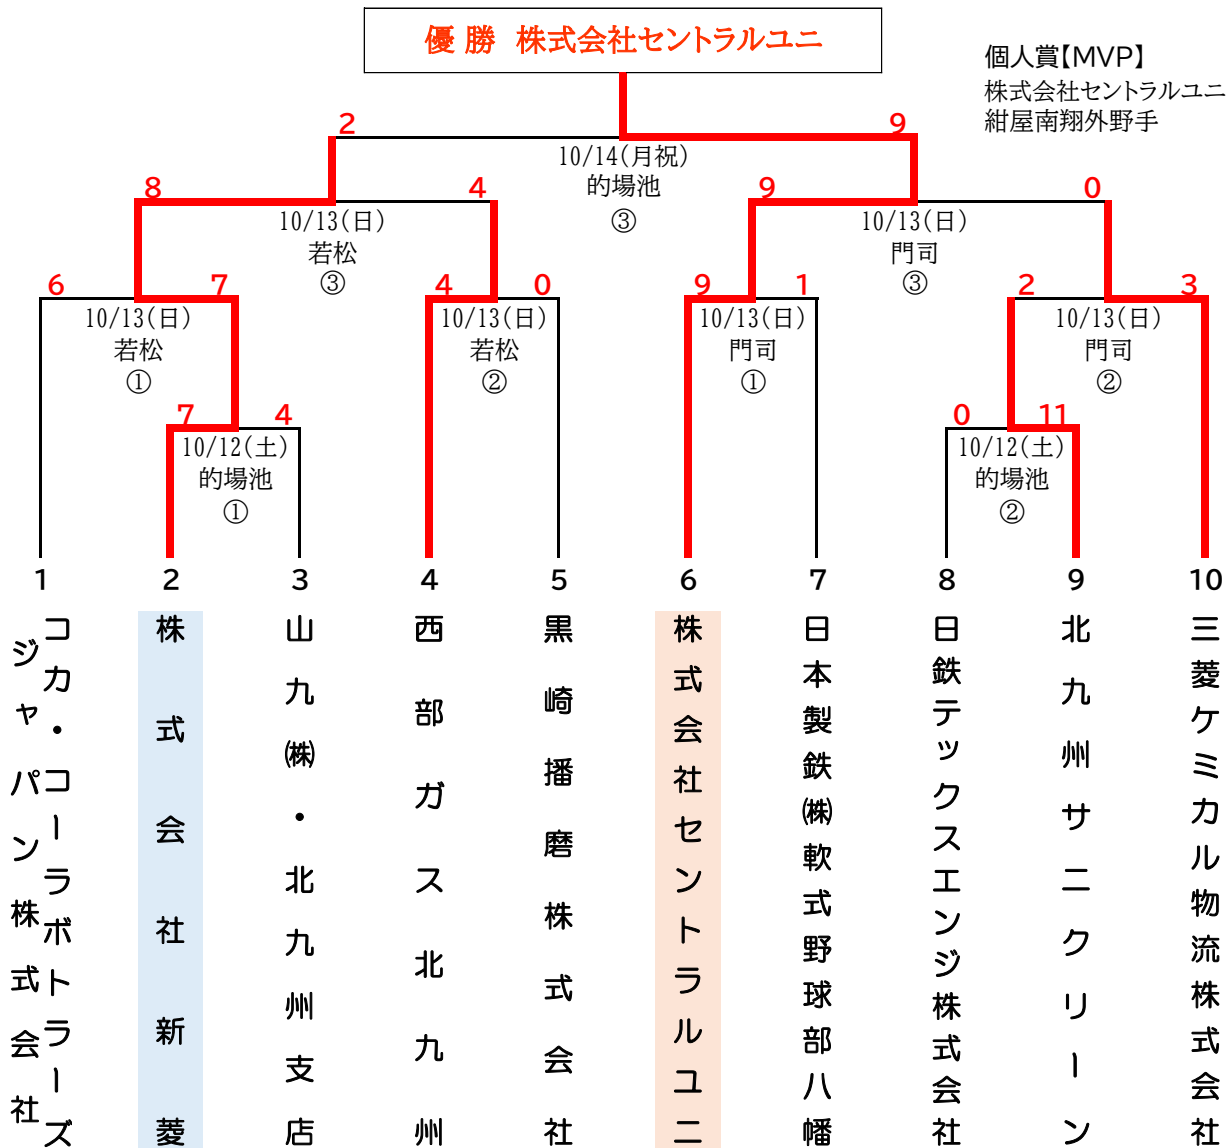 優 勝 株式会社セントラルユニ
個人賞【MVP】
株式会社セントラルユニ
紺屋南翔外野手
2
9
10/14(月祝)
的場池
③
8
4
10/13(日)
若松
③
9
0
10/13(日)
門司
③
6
7
10/13(日)
若松
①
4
0
10/13(日)
若松
②
9
1
10/13(日)
門司
①
2
3
10/13(日)
門司
②
7
4
10/12(土)
的場池
①
0
11
10/12(土)
的場池
②
1
2
3
4
5
6
7
8
9
10
コカ・コーラボトラーズ
ジャパン株式会社
株式会社新菱
山九㈱・北九州支店
西部ガス北九州
黒崎播磨株式会社
株式会社セントラルユニ
日本製鉄㈱軟式野球部八幡
日鉄テックスエンジ株式会社
北九州サニクリーン
三菱ケミカル物流株式会社